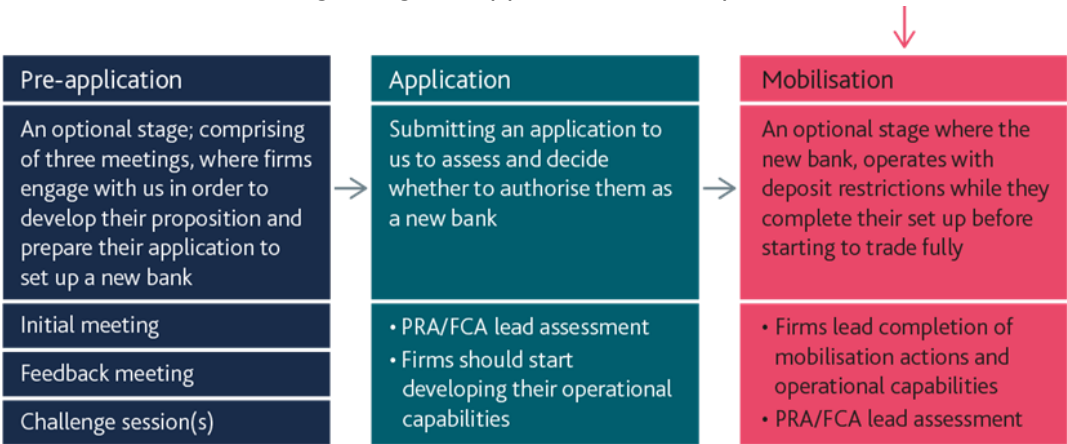 Pre-application
An optional stage; comprising
of three meetings, where firms
engage with us in order to
develop their proposition and
prepare their application to
set up a new bank
Initial meeting
Feedback meeting
Challenge session(s)
Application
Submitting an application to
us to assess and decide
whether to authorise them as
a new bank
• PRA/FCA lead assessment
• Firms should start
developing their operational
capabilities
Mobilisation
An optional stage where the
new bank, operates with
deposit restrictions while they
complete their set up before
starting to trade fully
• Firms lead completion of
mobilisation actions and
operational capabilities
• PRA/FCA lead assessment